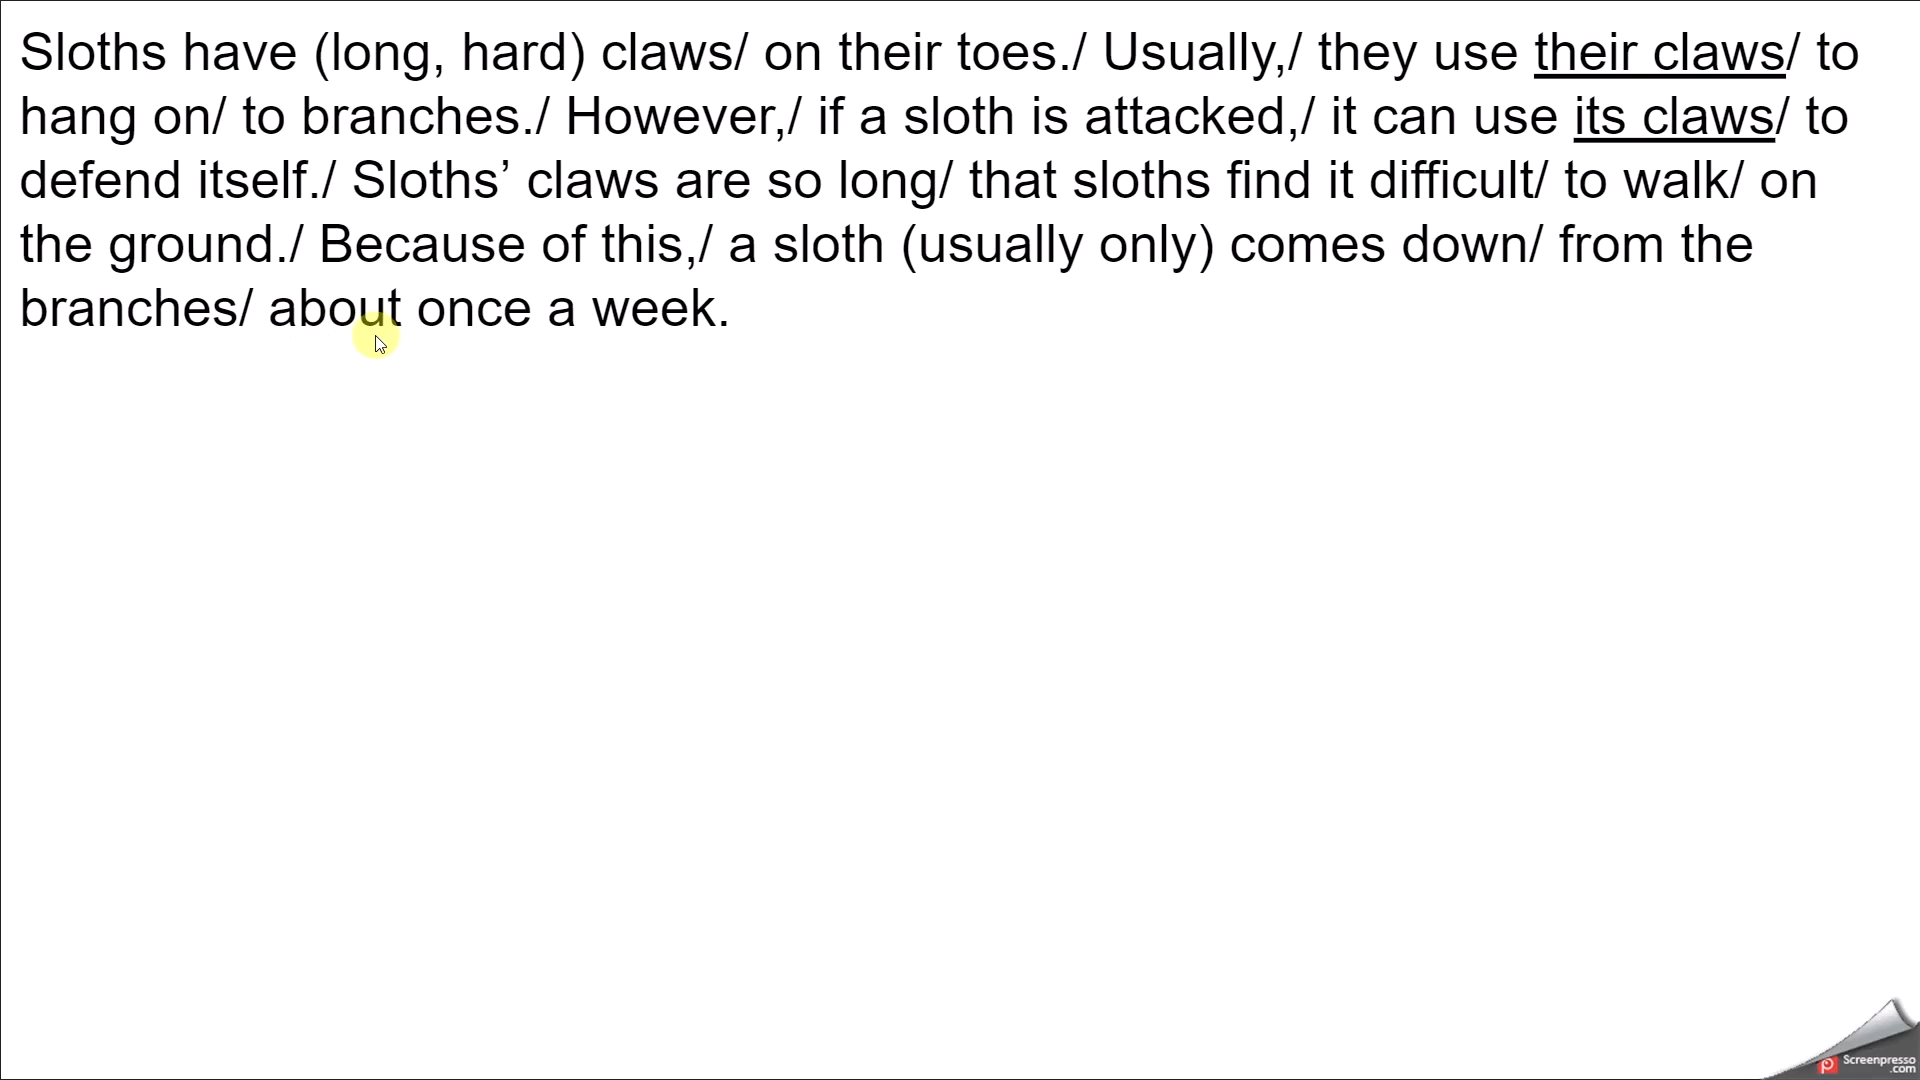 Sloths have (long, hard) claws/ on their toes./ Usually,/ they use their claws/ to
hang on/ to branches./ However,/ if a sloth is attacked,/ it can use its claws/ to
defend itself./ Sloths’ claws are so long/ that sloths find it difficult/ to walk/ on
the ground./ Because of this,/ a sloth (usually only) comes down/ from the
branches/ about once a week.
Screenpresso
.com